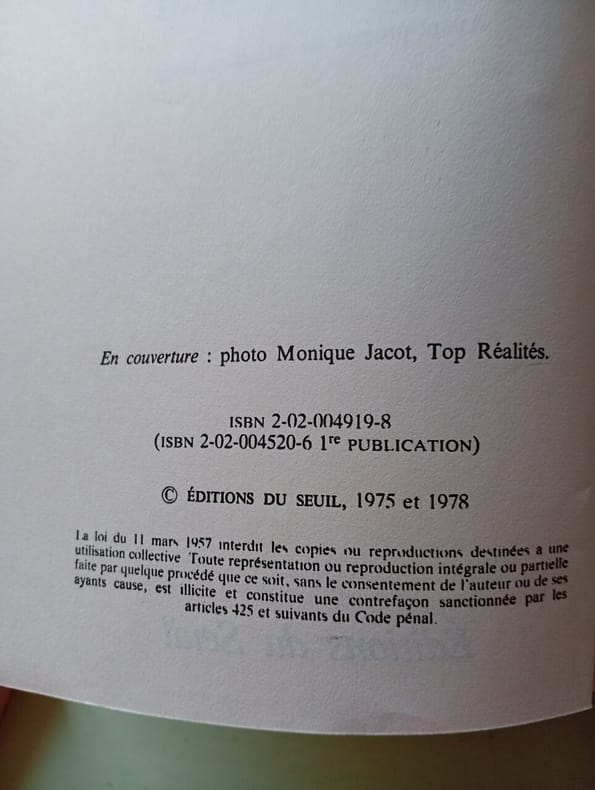 En couverture : photo Monique Jacot, Top Réalités.
ISBN 2-02-004919-8
(ISBN 2-02-004520-6 1re PUBLICATION)
© ÉDITIONS DU SEUIL, 1975 et 1978
La loi du 11 mars 1957 interdit les copies ou reproductions destinées à une
utilisation collective Toute représentation ou reproduction intégrale ou partielle
faite par quelque procédé que ce soit, sans le consentement de l'auteur ou de ses
ayants cause, est illicite et constitue une contrefaçon sanctionnée par les
articles 425 et suivants du Code pénal.